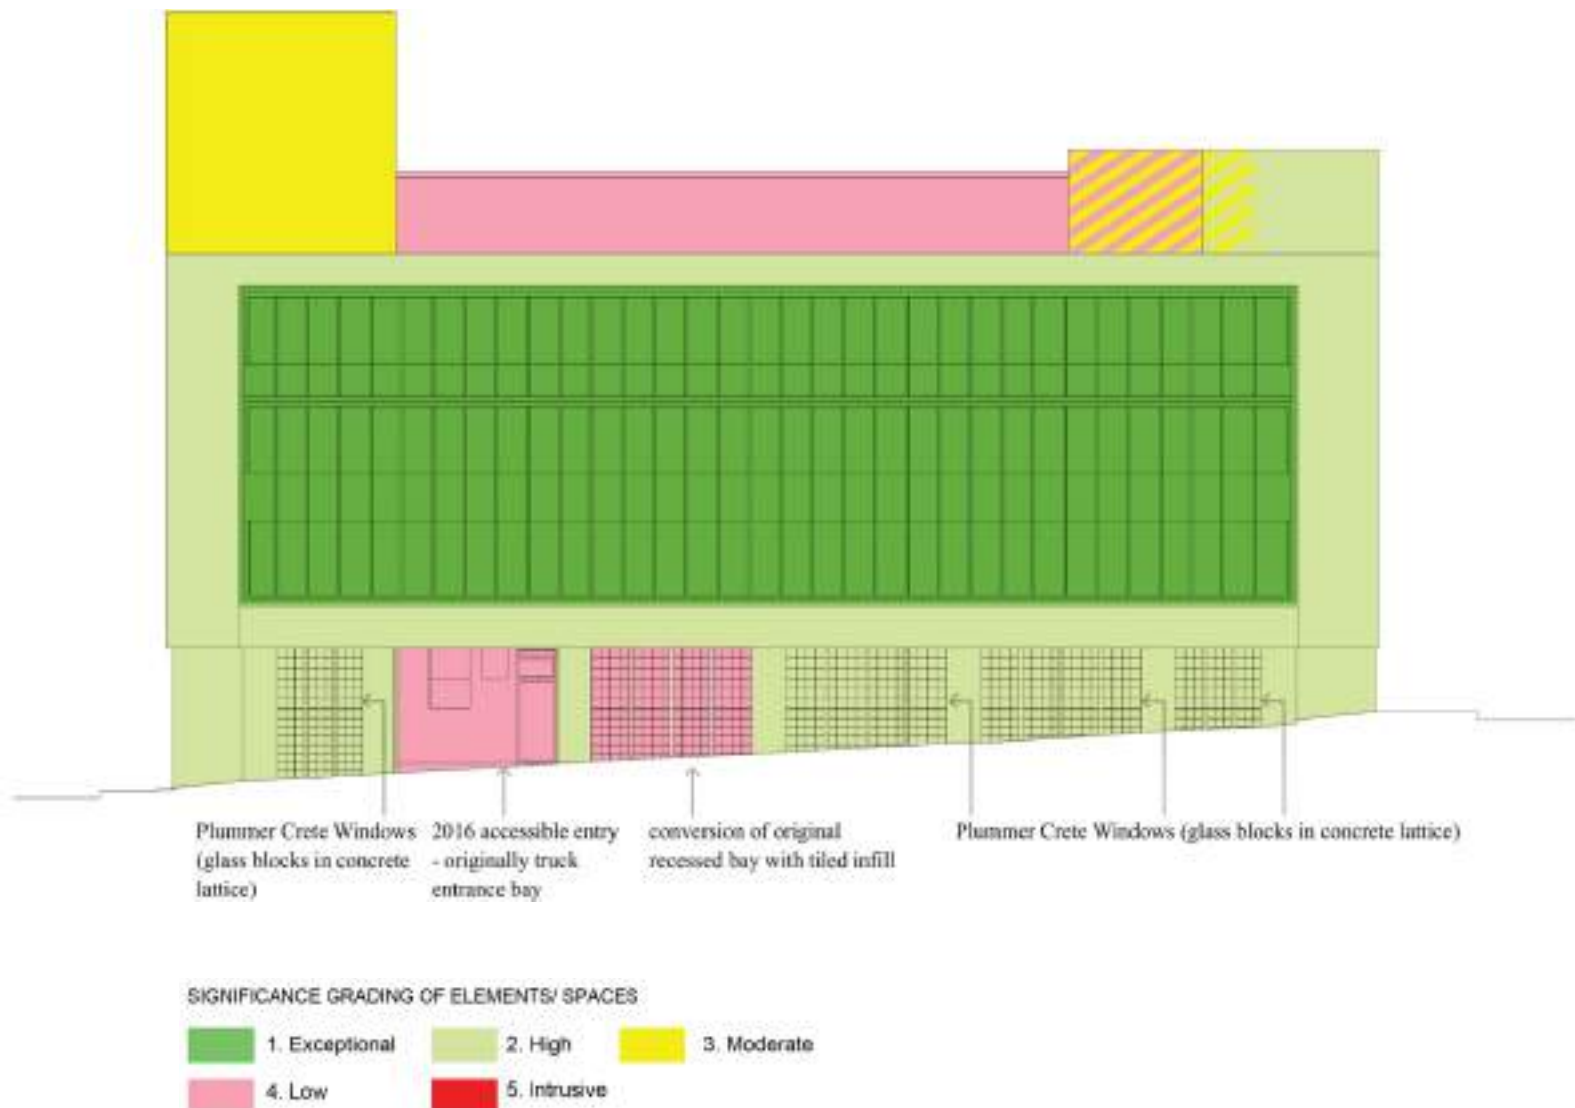 Plummer Crete Windows
(glass blocks in concrete
lattice)
2016 accessible entry
- originally truck
entrance bay
conversion of original
recessed bay with tiled infill
Plummer Crete Windows (glass blocks in concrete lattice)
SIGNIFICANCE GRADING OF ELEMENTS/ SPACES
1. Exceptional
2. High
3. Moderate
4. Low
5. Intrusive